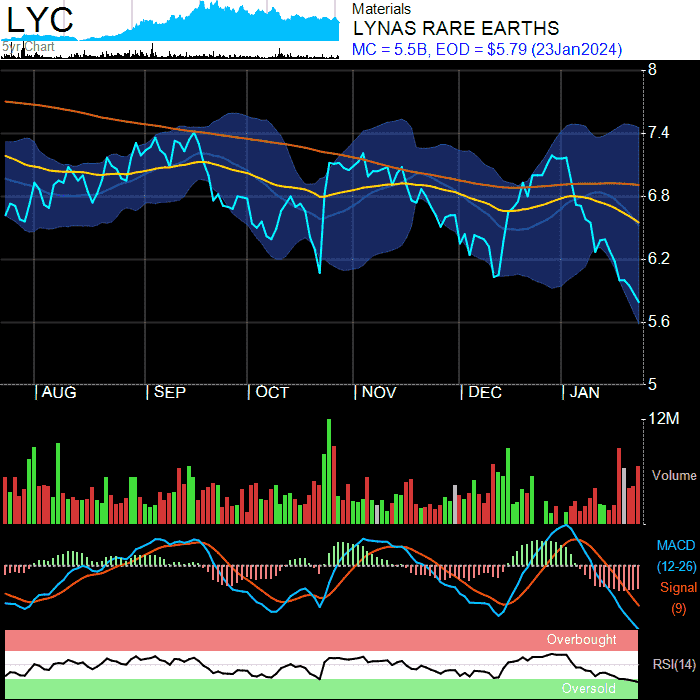 LYC
5yr Chart
Materials
LYNAS RARE EARTHS
MC = 5.5B, EOD = $5.79 (23Jan2024)
8
7.4
6.8
6.2
5.6
5
AUG SEP OCT NOV DEC JAN
12M
Volume
MACD
(12-26)
Signal
(9)
Overbought
RSI(14)
Oversold